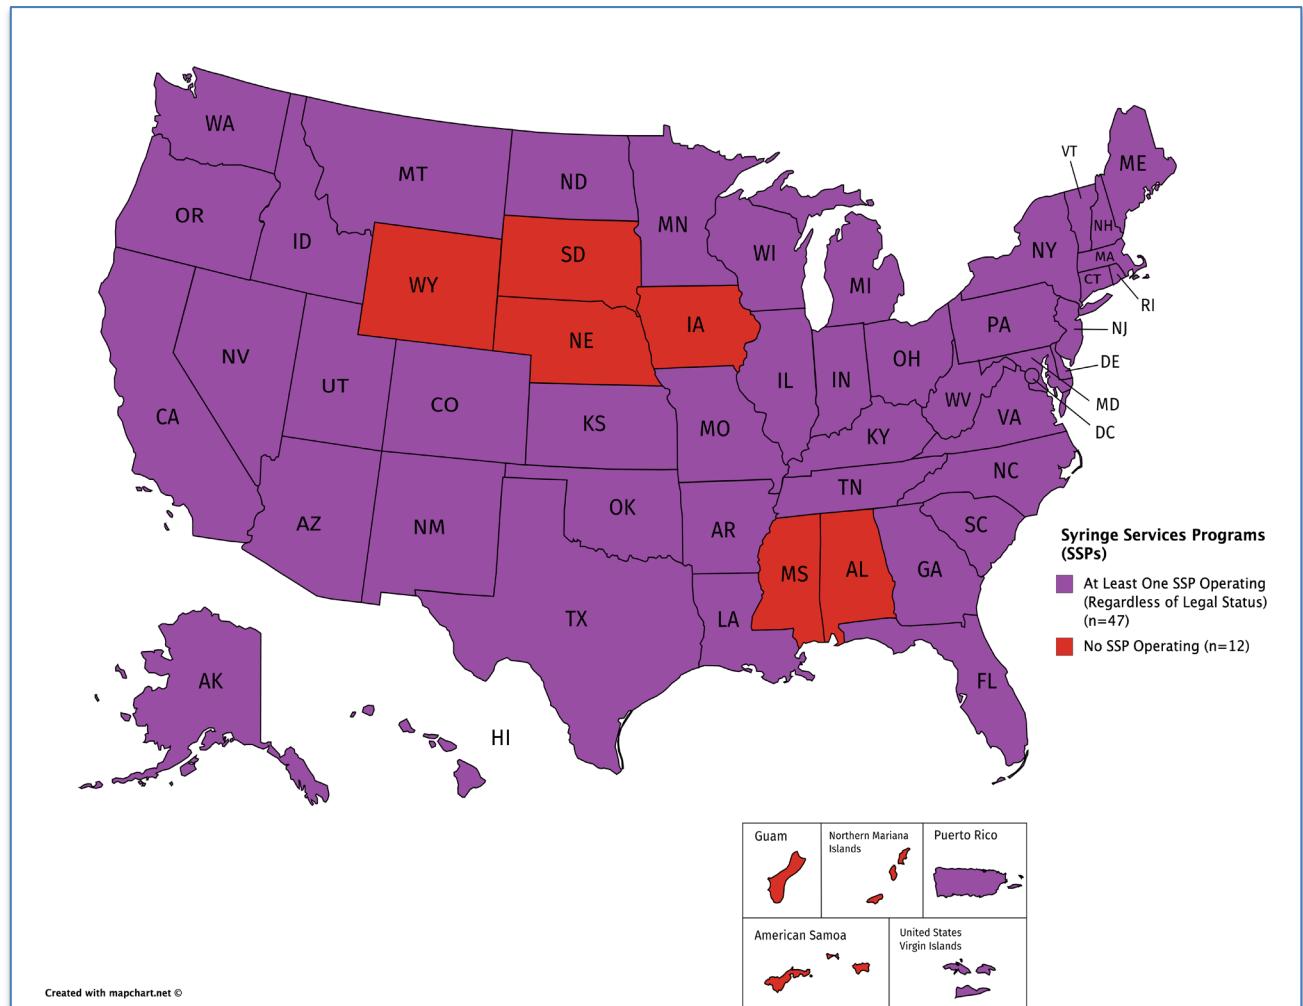 WA
MT
ND
MN
VT
ME
OR
ID
SD
WI
NY
NH
MA
CT
RI
WY
MI
IA
PA
NJ
NE
NV
UT
CO
IL
IN
OH
DE
WV
MD
DC
CA
KS
MO
KY
VA
NC
TN
AZ
NM
OK
AR
SC
MS
AL
GA
TX
LA
FL
AK
HI
Syringe Services Programs
(SSPs)
At Least One SSP Operating
(Regardless of Legal Status)
(n=47)
No SSP Operating (n=12)
Guam
Northern Mariana
Islands
Puerto Rico
American Samoa
United States
Virgin Islands
Created with mapchart.net ©